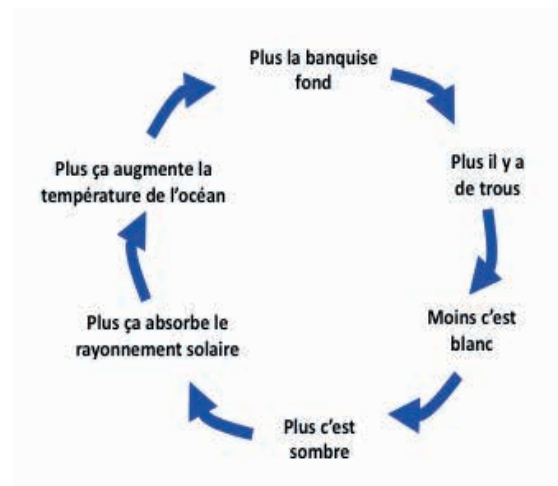 Plus la banquise
fond
Plus il y a
de trous
Moins c'est
blanc
Plus c'est
sombre
Plus ça absorbe le
rayonnement solaire
Plus ça augmente la
température de l'océan